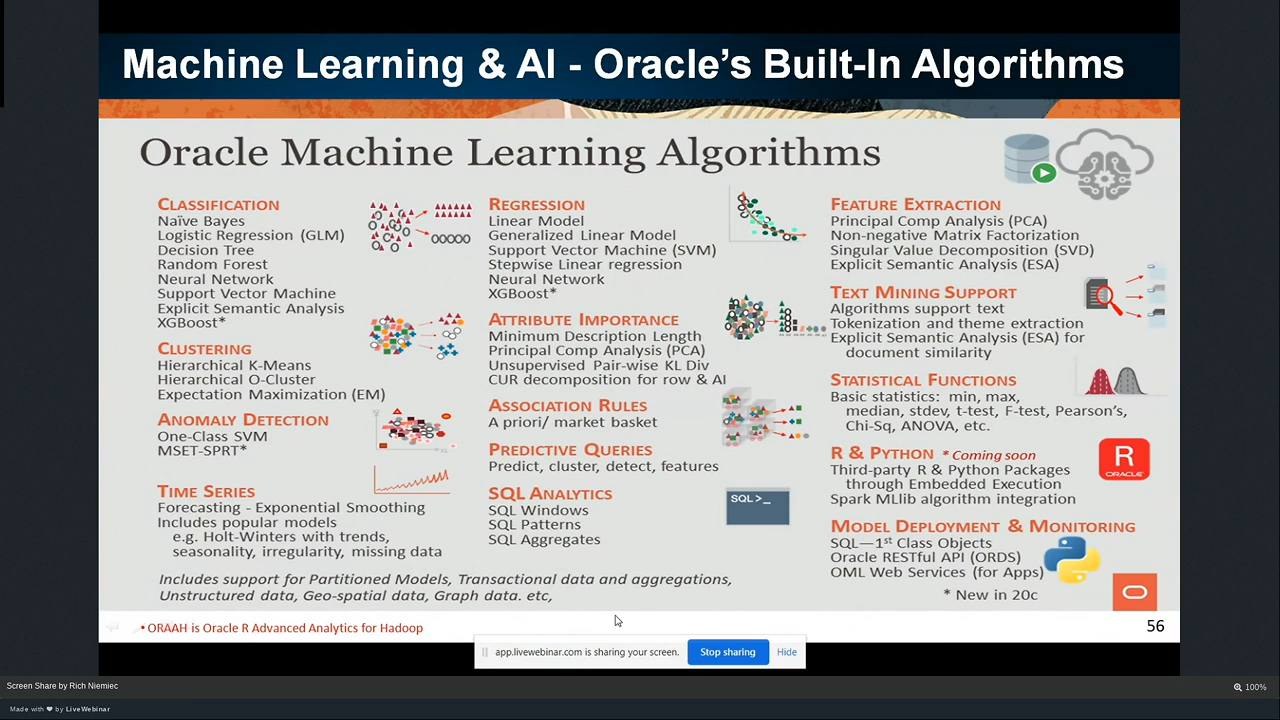 Machine Learning & AI - Oracle's Built-In Algorithms
Oracle Machine Learning Algorithms
CLASSIFICATION
Naïve Bayes
Logistic Regression (GLM)
Decision Tree
Random Forest
Neural Network
Support Vector Machine
Explicit Semantic Analysis
XGBoost*
CLUSTERING
Hierarchical K-Means
Hierarchical O-Cluster
Expectation Maximization (EM)
ANOMALY DETECTION
One-Class SVM
MSET-SPRT*
TIME SERIES
Forecasting - Exponential Smoothing
Includes popular models
e.g. Holt-Winters with trends,
seasonality, irregularity, missing data
REGRESSION
Linear Model
Generalized Linear Model
Support Vector Machine (SVM)
Stepwise Linear regression
Neural Network
XGBoost*
ATTRIBUTE IMPORTANCE
Minimum Description Length
Principal Comp Analysis (PCA)
Unsupervised Pair-wise KL Div
CUR decomposition for row & AI
ASSOCIATION RULES
A priori/ market basket
PREDICTIVE QUERIES
Predict, cluster, detect, features
SQL ANALYTICS
SQL Windows
SQL Patterns
SQL Aggregates
SQL >_
FEATURE EXTRACTION
Principal Comp Analysis (PCA)
Non-negative Matrix Factorization
Singular Value Decomposition (SVD)
Explicit Semantic Analysis (ESA)
TEXT MINING SUPPORT
Algorithms support text
Tokenization and theme extraction
Explicit Semantic Analysis (ESA) for
document similarity
STATISTICAL FUNCTIONS
Basic statistics: min, max,
median, stdev, t-test, F-test, Pearson's,
Chi-Sq, ANOVA, etc.
R & PYTHON * Coming soon
Third-party R & Python Packages
through Embedded Execution
Spark MLlib algorithm integration
R
ORACLE
MODEL DEPLOYMENT & MONITORING
SQL—1st Class Objects
Oracle RESTful API (ORDS)
OML Web Services (for Apps)
* New in 20c
Includes support for Partitioned Models, Transactional data and aggregations,
Unstructured data, Geo-spatial data, Graph data. etc,
• ORAAH is Oracle R Advanced Analytics for Hadoop
56
app.livewebinar.com is sharing your screen. Stop sharing Hide
Screen Share by Rich Niemiec
100%
Made with ❤ by LiveWebinar